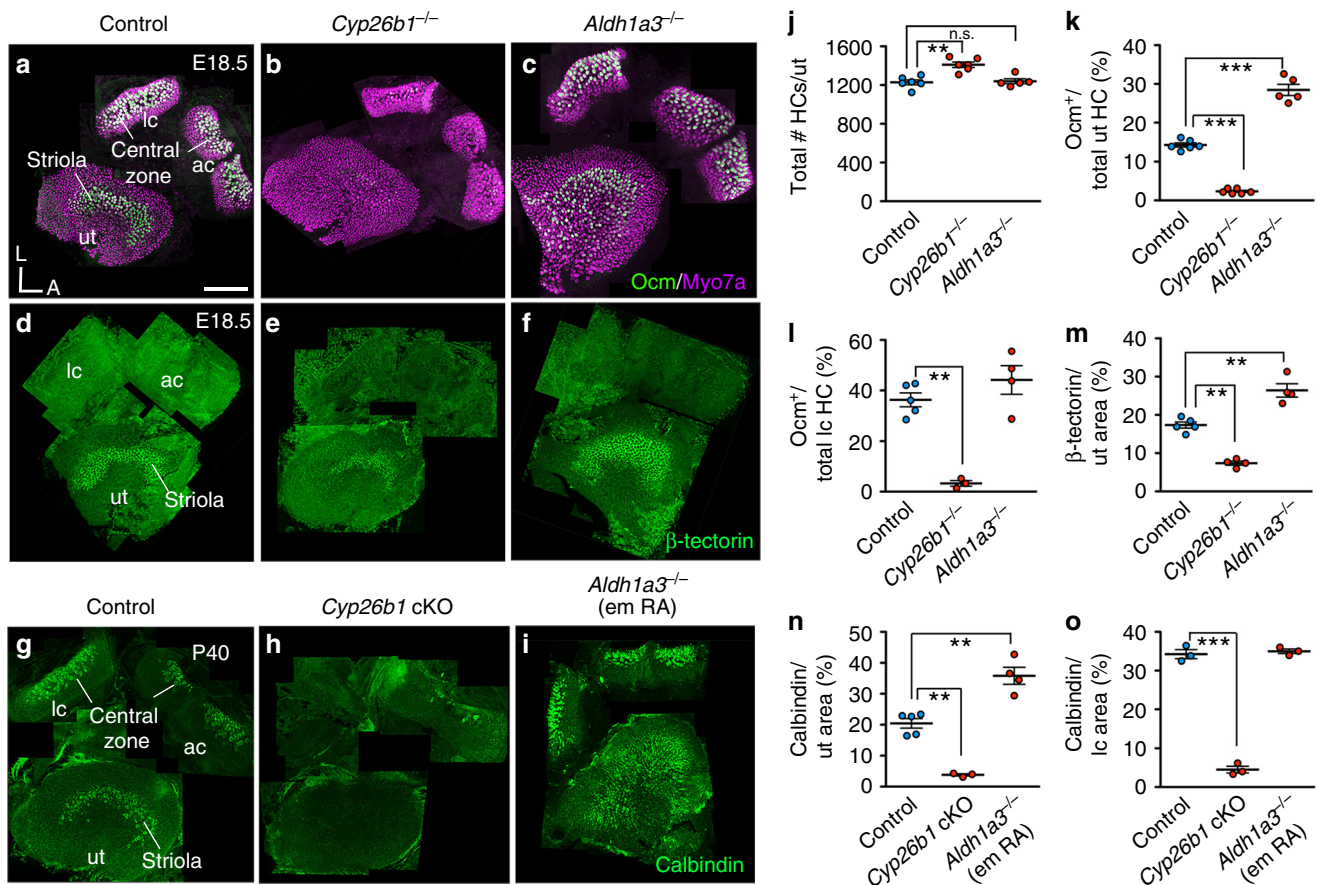 Control
Cyp26b1–/–
Aldh1a3–/–
a
E18.5
lc
Central
zone
ac
Striola
ut
L
A
b
c
Ocm/Myo7a
d
E18.5
lc
ac
ut
Striola
e
f
β-tectorin
Control
Cyp26b1 cKO
Aldh1a3–/–
(em RA)
g
P40
lc
Central
zone
ac
ut
Striola
h
i
Calbindin
j
Total # HCs/ut
1600
1200
800
400
0
**
n.s.
Control
Cyp26b1–/–
Aldh1a3–/–
k
Ocm+/
total ut HC (%)
40
30
20
10
0
***
***
Control
Cyp26b1–/–
Aldh1a3–/–
l
Ocm+/
total lc HC (%)
60
40
20
0
**
Control
Cyp26b1–/–
Aldh1a3–/–
m
β-tectorin/
ut area (%)
40
30
20
10
0
**
**
Control
Cyp26b1–/–
Aldh1a3–/–
n
Calbindin/
ut area (%)
50
40
30
20
10
0
**
**
Control
Cyp26b1 cKO
Aldh1a3–/–
(em RA)
o
Calbindin/
lc area (%)
40
30
20
10
0
***
Control
Cyp26b1 cKO
Aldh1a3–/–
(em RA)